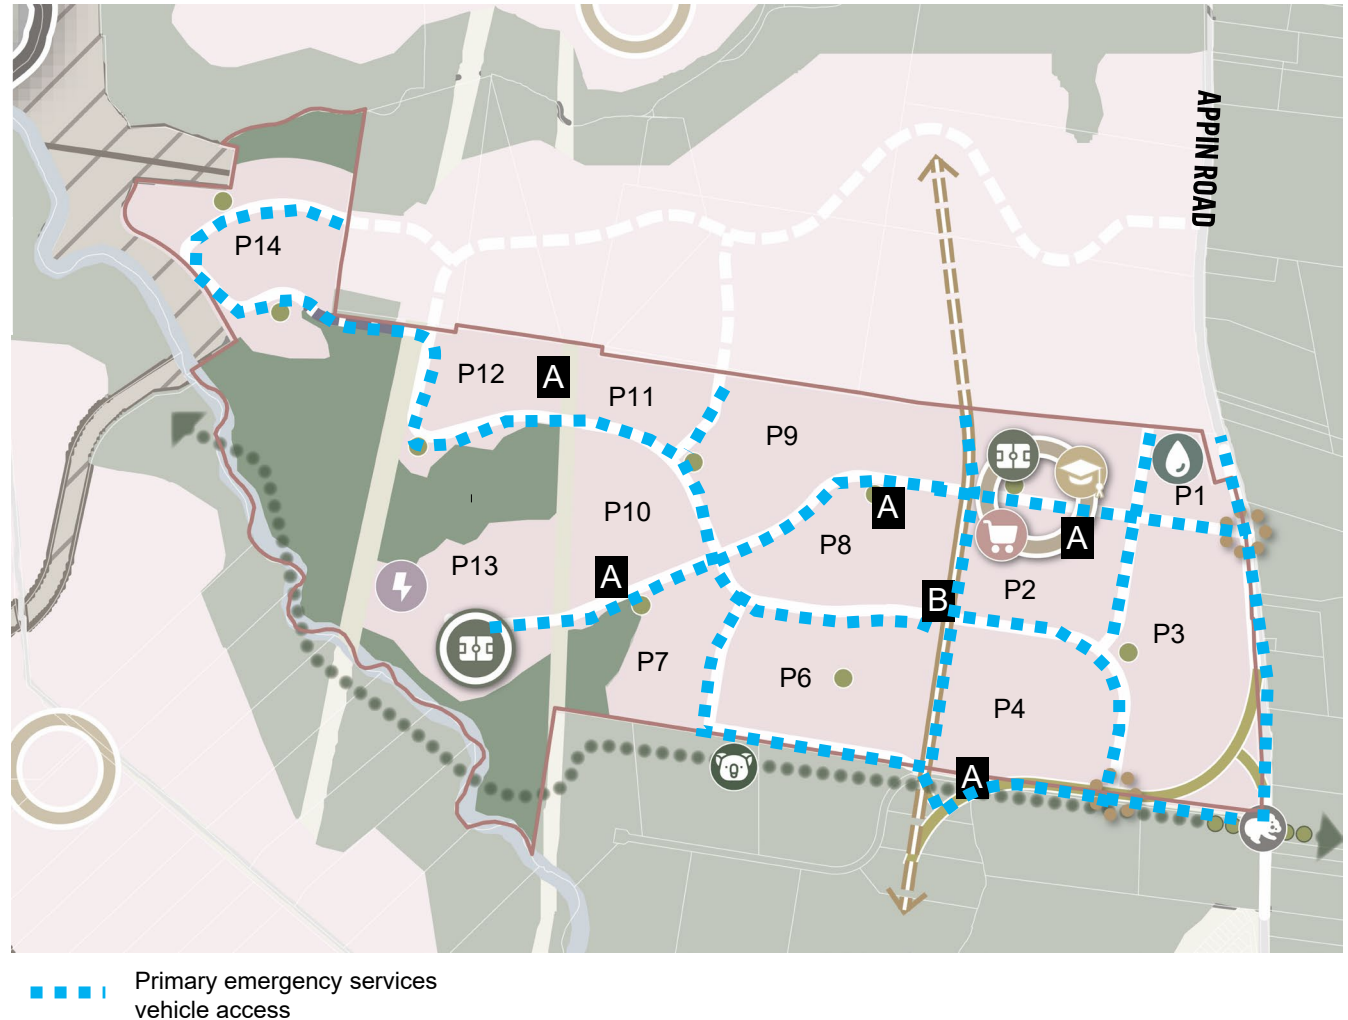 APPIN ROAD
P14
P12
A
P11
P9
P1
P10
A
P8
A
P13
A
B
P2
P3
P7
P6
P4
A
Primary emergency services
vehicle access